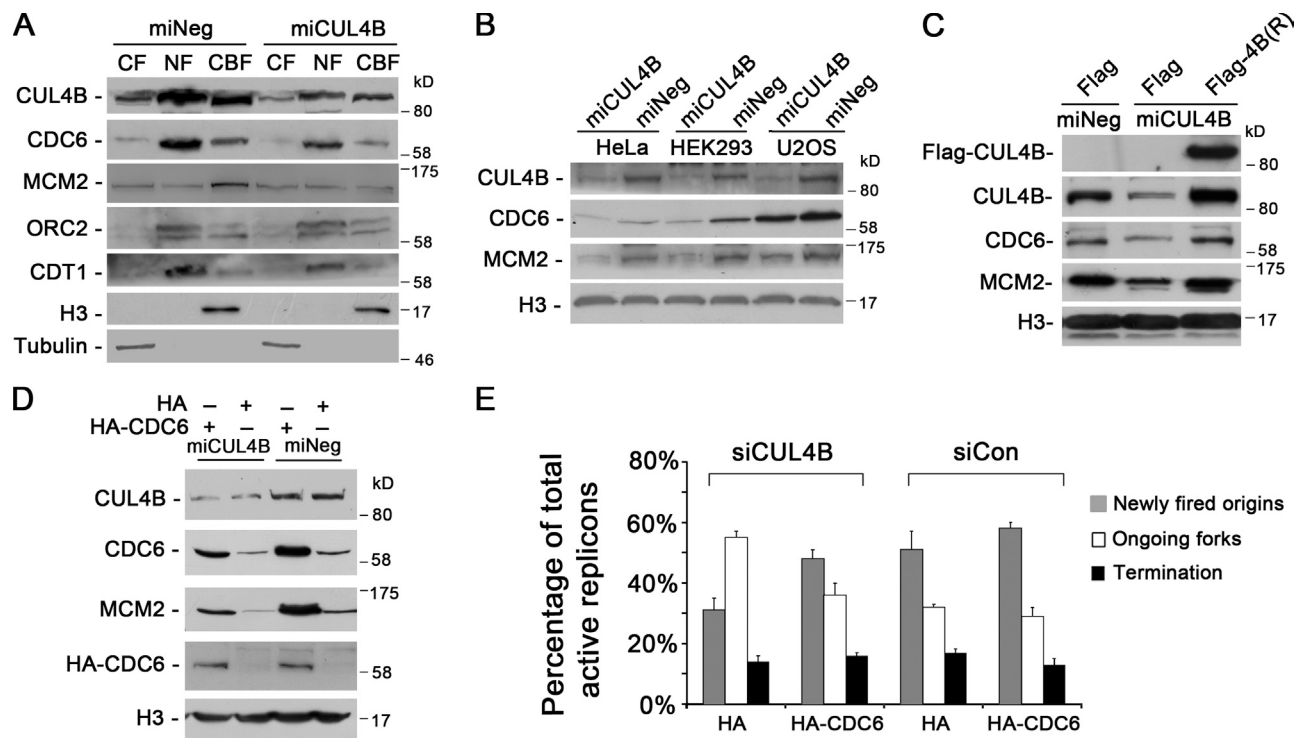 A
miNeg miCUL4B
CF NF CBF CF NF CBF
kD
CUL4B -
- 80
CDC6 -
- 58
- 175
MCM2 -
ORC2 -
- 58
CDT1 -
- 58
H3 -
- 17
Tubulin -
- 46
B
miCUL4B miNeg miCUL4B miNeg miCUL4B miNeg
HeLa HEK293 U2OS
kD
CUL4B -
- 80
CDC6 -
- 58
- 175
MCM2 -
H3 -
- 17
C
Flag Flag Flag-4B(R)
miNeg miCUL4B
kD
Flag-CUL4B-
- 80
CUL4B-
- 80
CDC6-
- 58
- 175
MCM2-
H3-
- 17
D
HA – + – +
HA-CDC6 + – + –
miCUL4B miNeg
kD
CUL4B -
- 80
CDC6 -
- 58
- 175
MCM2 -
HA-CDC6 -
- 58
H3 -
- 17
E
siCUL4B siCon
Percentage of total
active replicons
80%
60%
40%
20%
0%
HA HA-CDC6 HA HA-CDC6
Newly fired origins
Ongoing forks
Termination